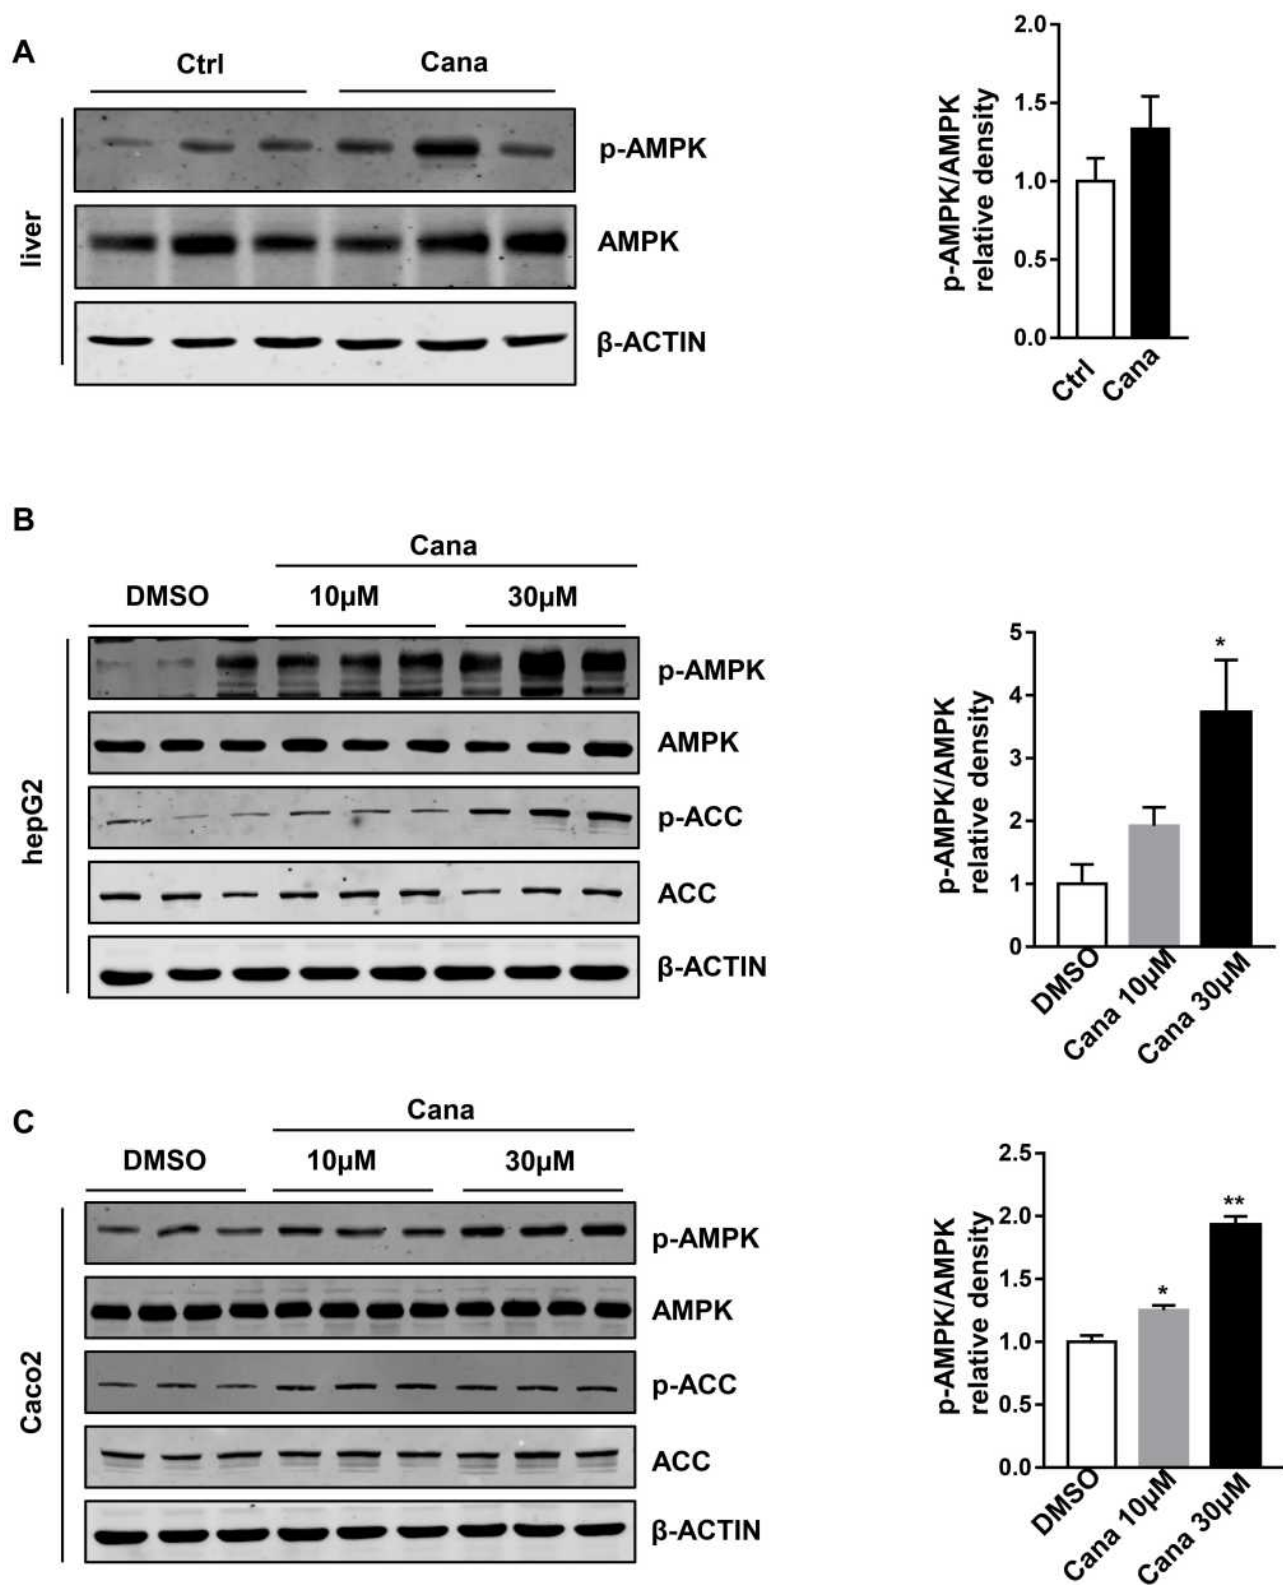 A
Ctrl
Cana
p-AMPK
AMPK
β-ACTIN
liver
2.0
1.5
1.0
0.5
0.0
p-AMPK/AMPK
relative density
Ctrl
Cana
B
Cana
DMSO
10μM
30μM
p-AMPK
AMPK
p-ACC
ACC
β-ACTIN
hepG2
5
4
3
2
1
0
p-AMPK/AMPK
relative density
*
DMSO
Cana 10μM
Cana 30μM
C
Cana
DMSO
10μM
30μM
p-AMPK
AMPK
p-ACC
ACC
β-ACTIN
Caco2
2.5
2.0
1.5
1.0
0.5
0.0
p-AMPK/AMPK
relative density
*
**
DMSO
Cana 10μM
Cana 30μM